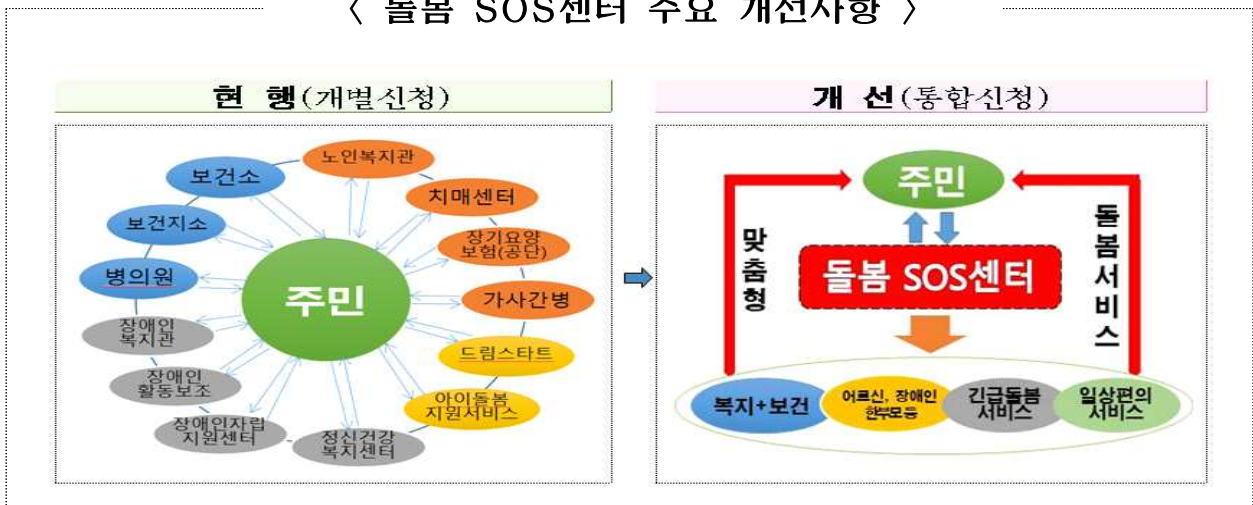 〈 돌봄 SOS센터 주요 개선사항 〉
현 행(개별신청)
노인복지관
치매센터
장기요양
보험(공단)
가사간병
드림스타트
아이돌봄
지원서비스
정신건강
복지센터
장애인자립
지원센터
장애인
활동보조
장애인
복지관
병의원
보건지소
보건소
주민
개 선(통합신청)
주민
돌봄 SOS센터
맞춤형
돌봄서비스
복지+보건
어르신, 장애인
한부모 등
긴급돌봄
서비스
일상편의
서비스